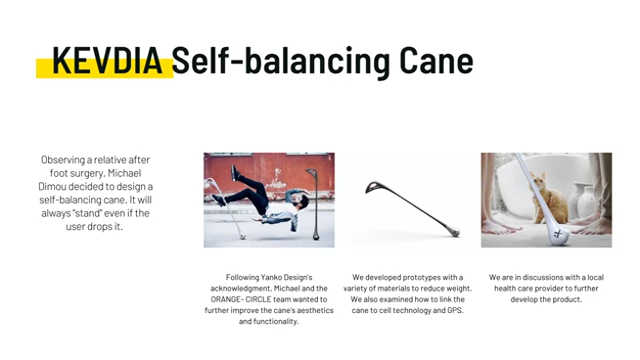 KEVDIA Self-balancing Cane
Observing a relative after
foot surgery, Michael
Dimou decided to design a
self-balancing cane. It will
always "stand" even if the
user drops it.
Following Yanko Design's
acknowledgment, Michael and the
ORANGE- CIRCLE team wanted to
further improve the cane's aesthetics
and functionality.
We developed prototypes with a
variety of materials to reduce weight.
We also examined how to link the
cane to cell technology and GPS.
We are in discussions with a local
health care provider to further
develop the product.